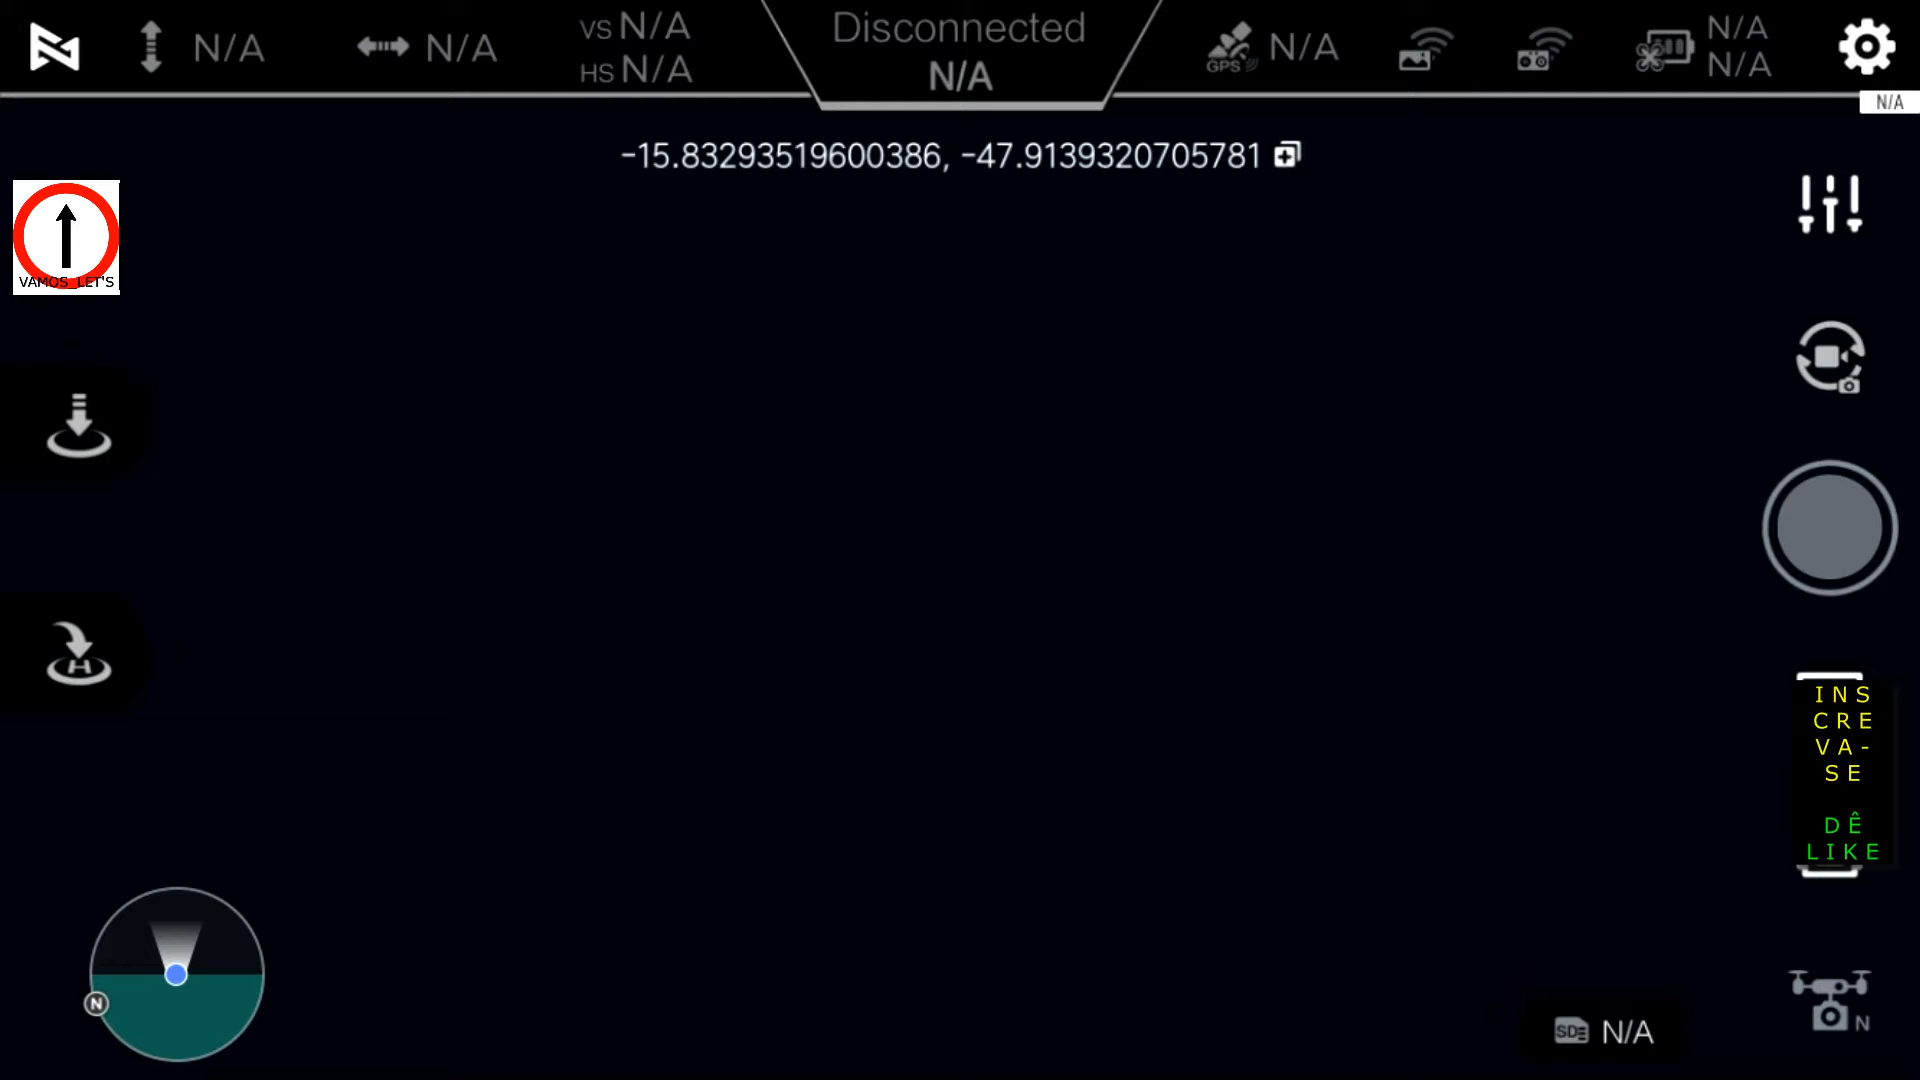 N/A
N/A
VS N/A
HS N/A
Disconnected
N/A
GPS N/A
N/A
N/A
N/A
-15.83293519600386, -47.9139320705781
VAMOS_LET'S
H
INS
CRE
VA-
SE
DÊ
LIKE
N
SD N/A
N